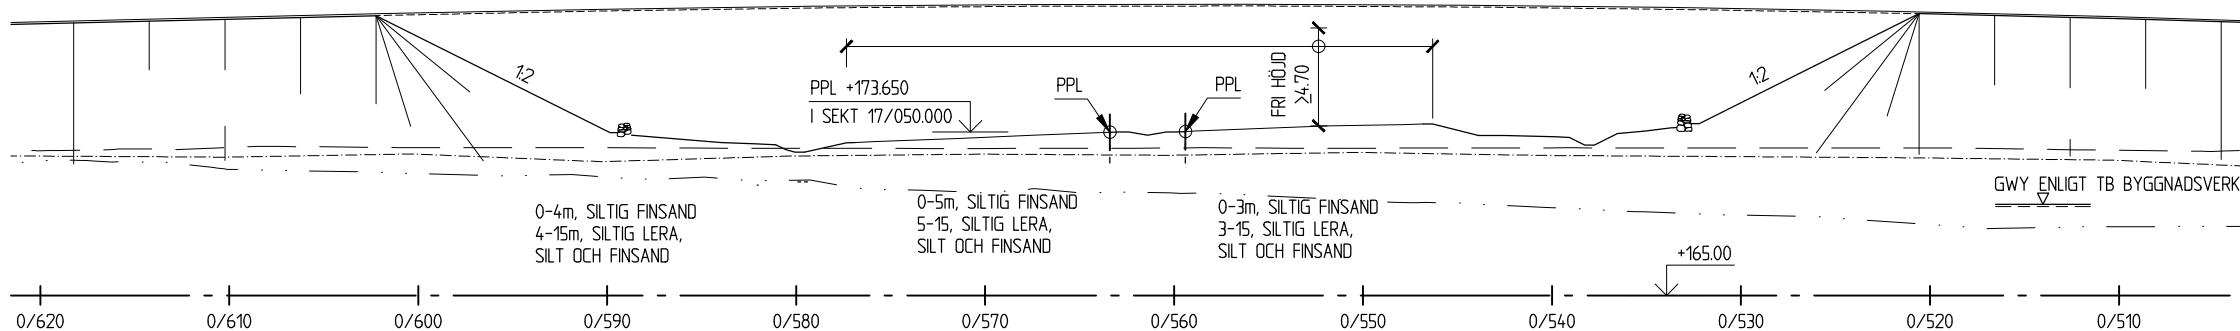 1:2
FRI HÖJD
≥4.70
1:2
PPL +173.650
I SEKT 17/050.000
PPL
PPL
GWY ENLIGT TB BYGGNADSVERK
0-4m, SILTIG FINSAND
4-15m, SILTIG LERA,
SILT OCH FINSAND
0-5m, SILTIG FINSAND
5-15, SILTIG LERA,
SILT OCH FINSAND
0-3m, SILTIG FINSAND
3-15, SILTIG LERA,
SILT OCH FINSAND
+165.00
0/620 0/610 0/600 0/590 0/580 0/570 0/560 0/550 0/540 0/530 0/520 0/510